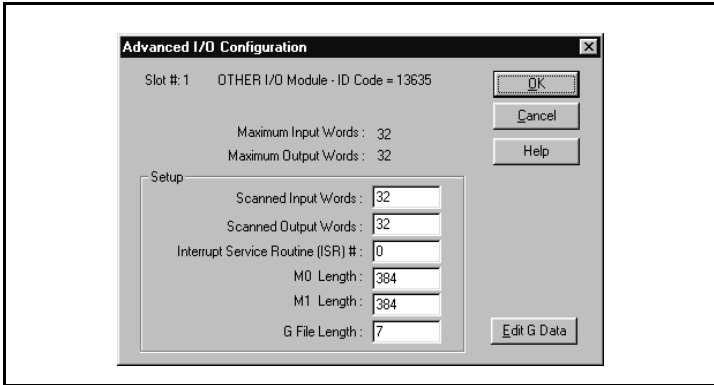 Advanced I/O Configuration
Slot #: 1 OTHER I/O Module - ID Code = 13635
OK
Cancel
Maximum Input Words : 32
Help
Maximum Output Words : 32
Setup
Scanned Input Words : 32
Scanned Output Words : 32
Interrupt Service Routine (ISR) # : 0
M0 Length : 384
M1 Length : 384
G File Length : 7
Edit G Data